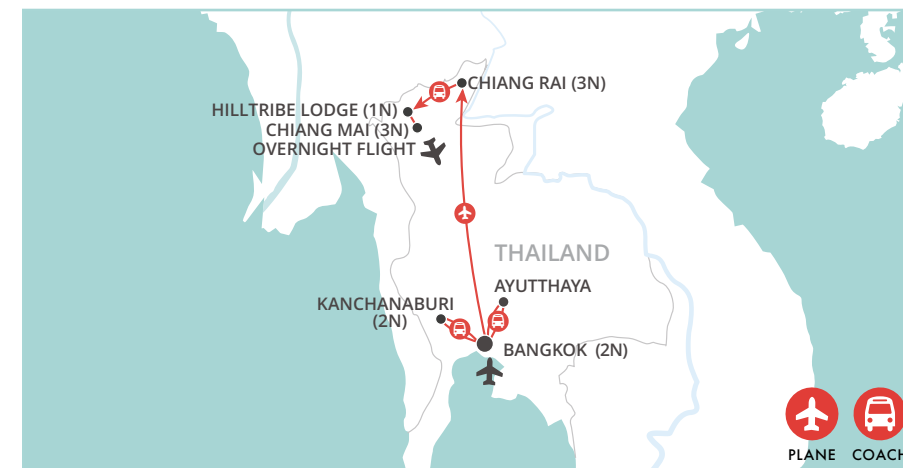 CHIANG RAI (3N)
HILLTRIBE LODGE (1N)
CHIANG MAI (3N)
OVERNIGHT FLIGHT
THAILAND
AYUTTHAYA
KANCHANABURI
(2N)
BANGKOK (2N)
PLANE COACH